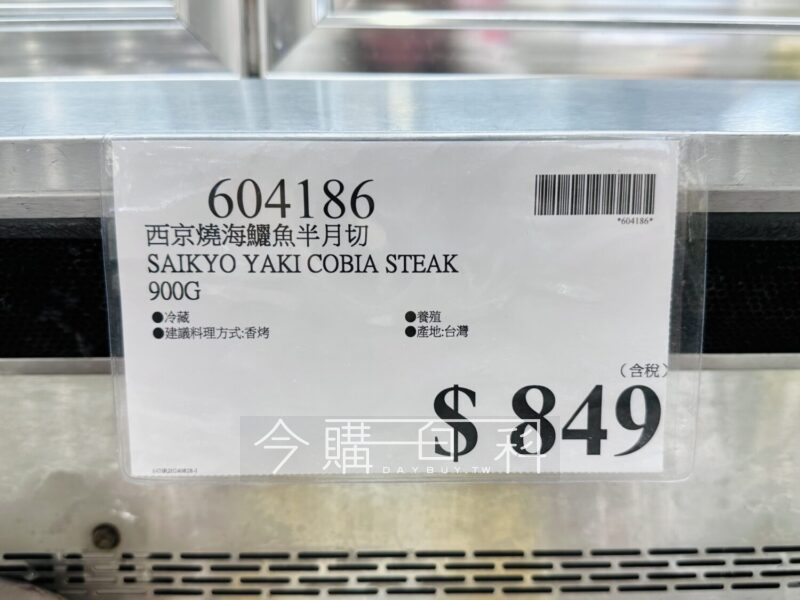 604186
*604186*
西京燒海鱺魚半月切
SAIKYO YAKI COBIA STEAK
900G
●冷藏 ●養殖
●建議料理方式:香烤 ●產地:台灣
(含稅)
$ 849
今購百科
DAYBUY.TW